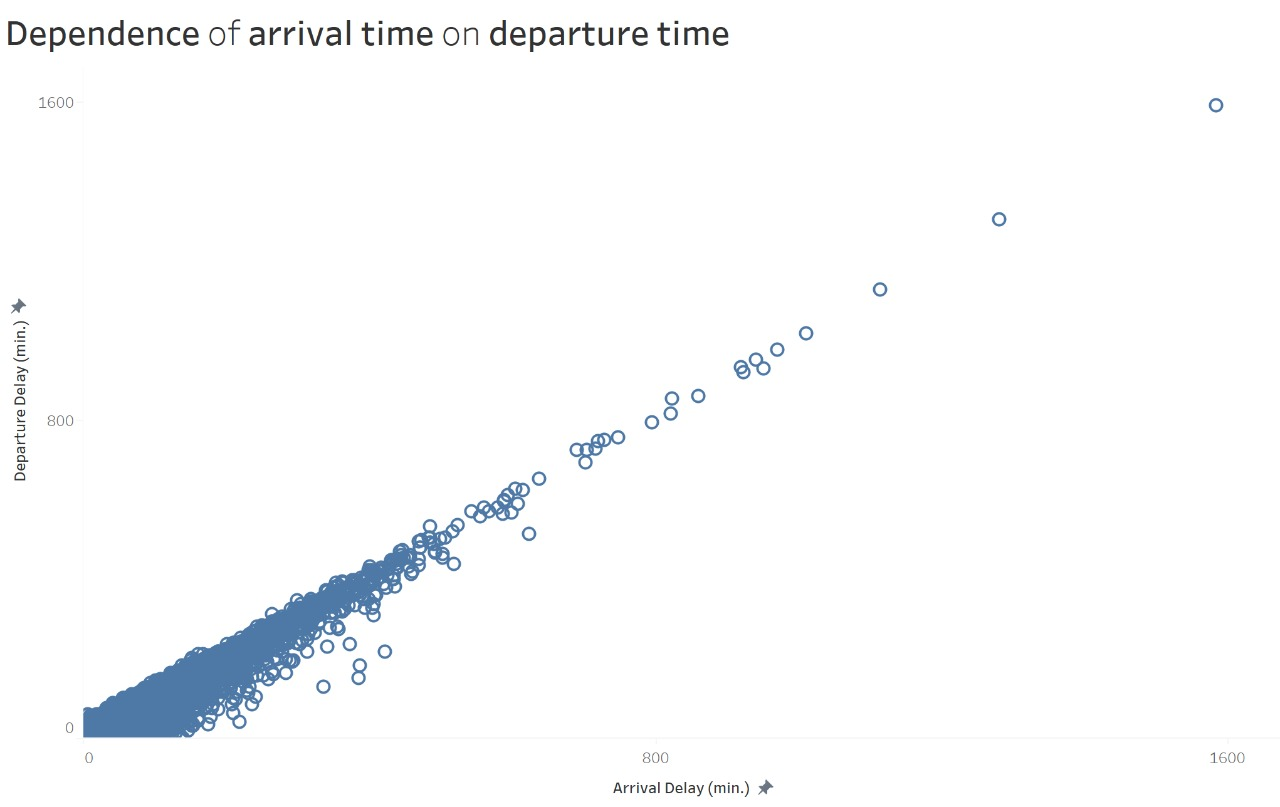 Dependence of arrival time on departure time
1600
800
0
Departure Delay (min.)
0
800
1600
Arrival Delay (min.)